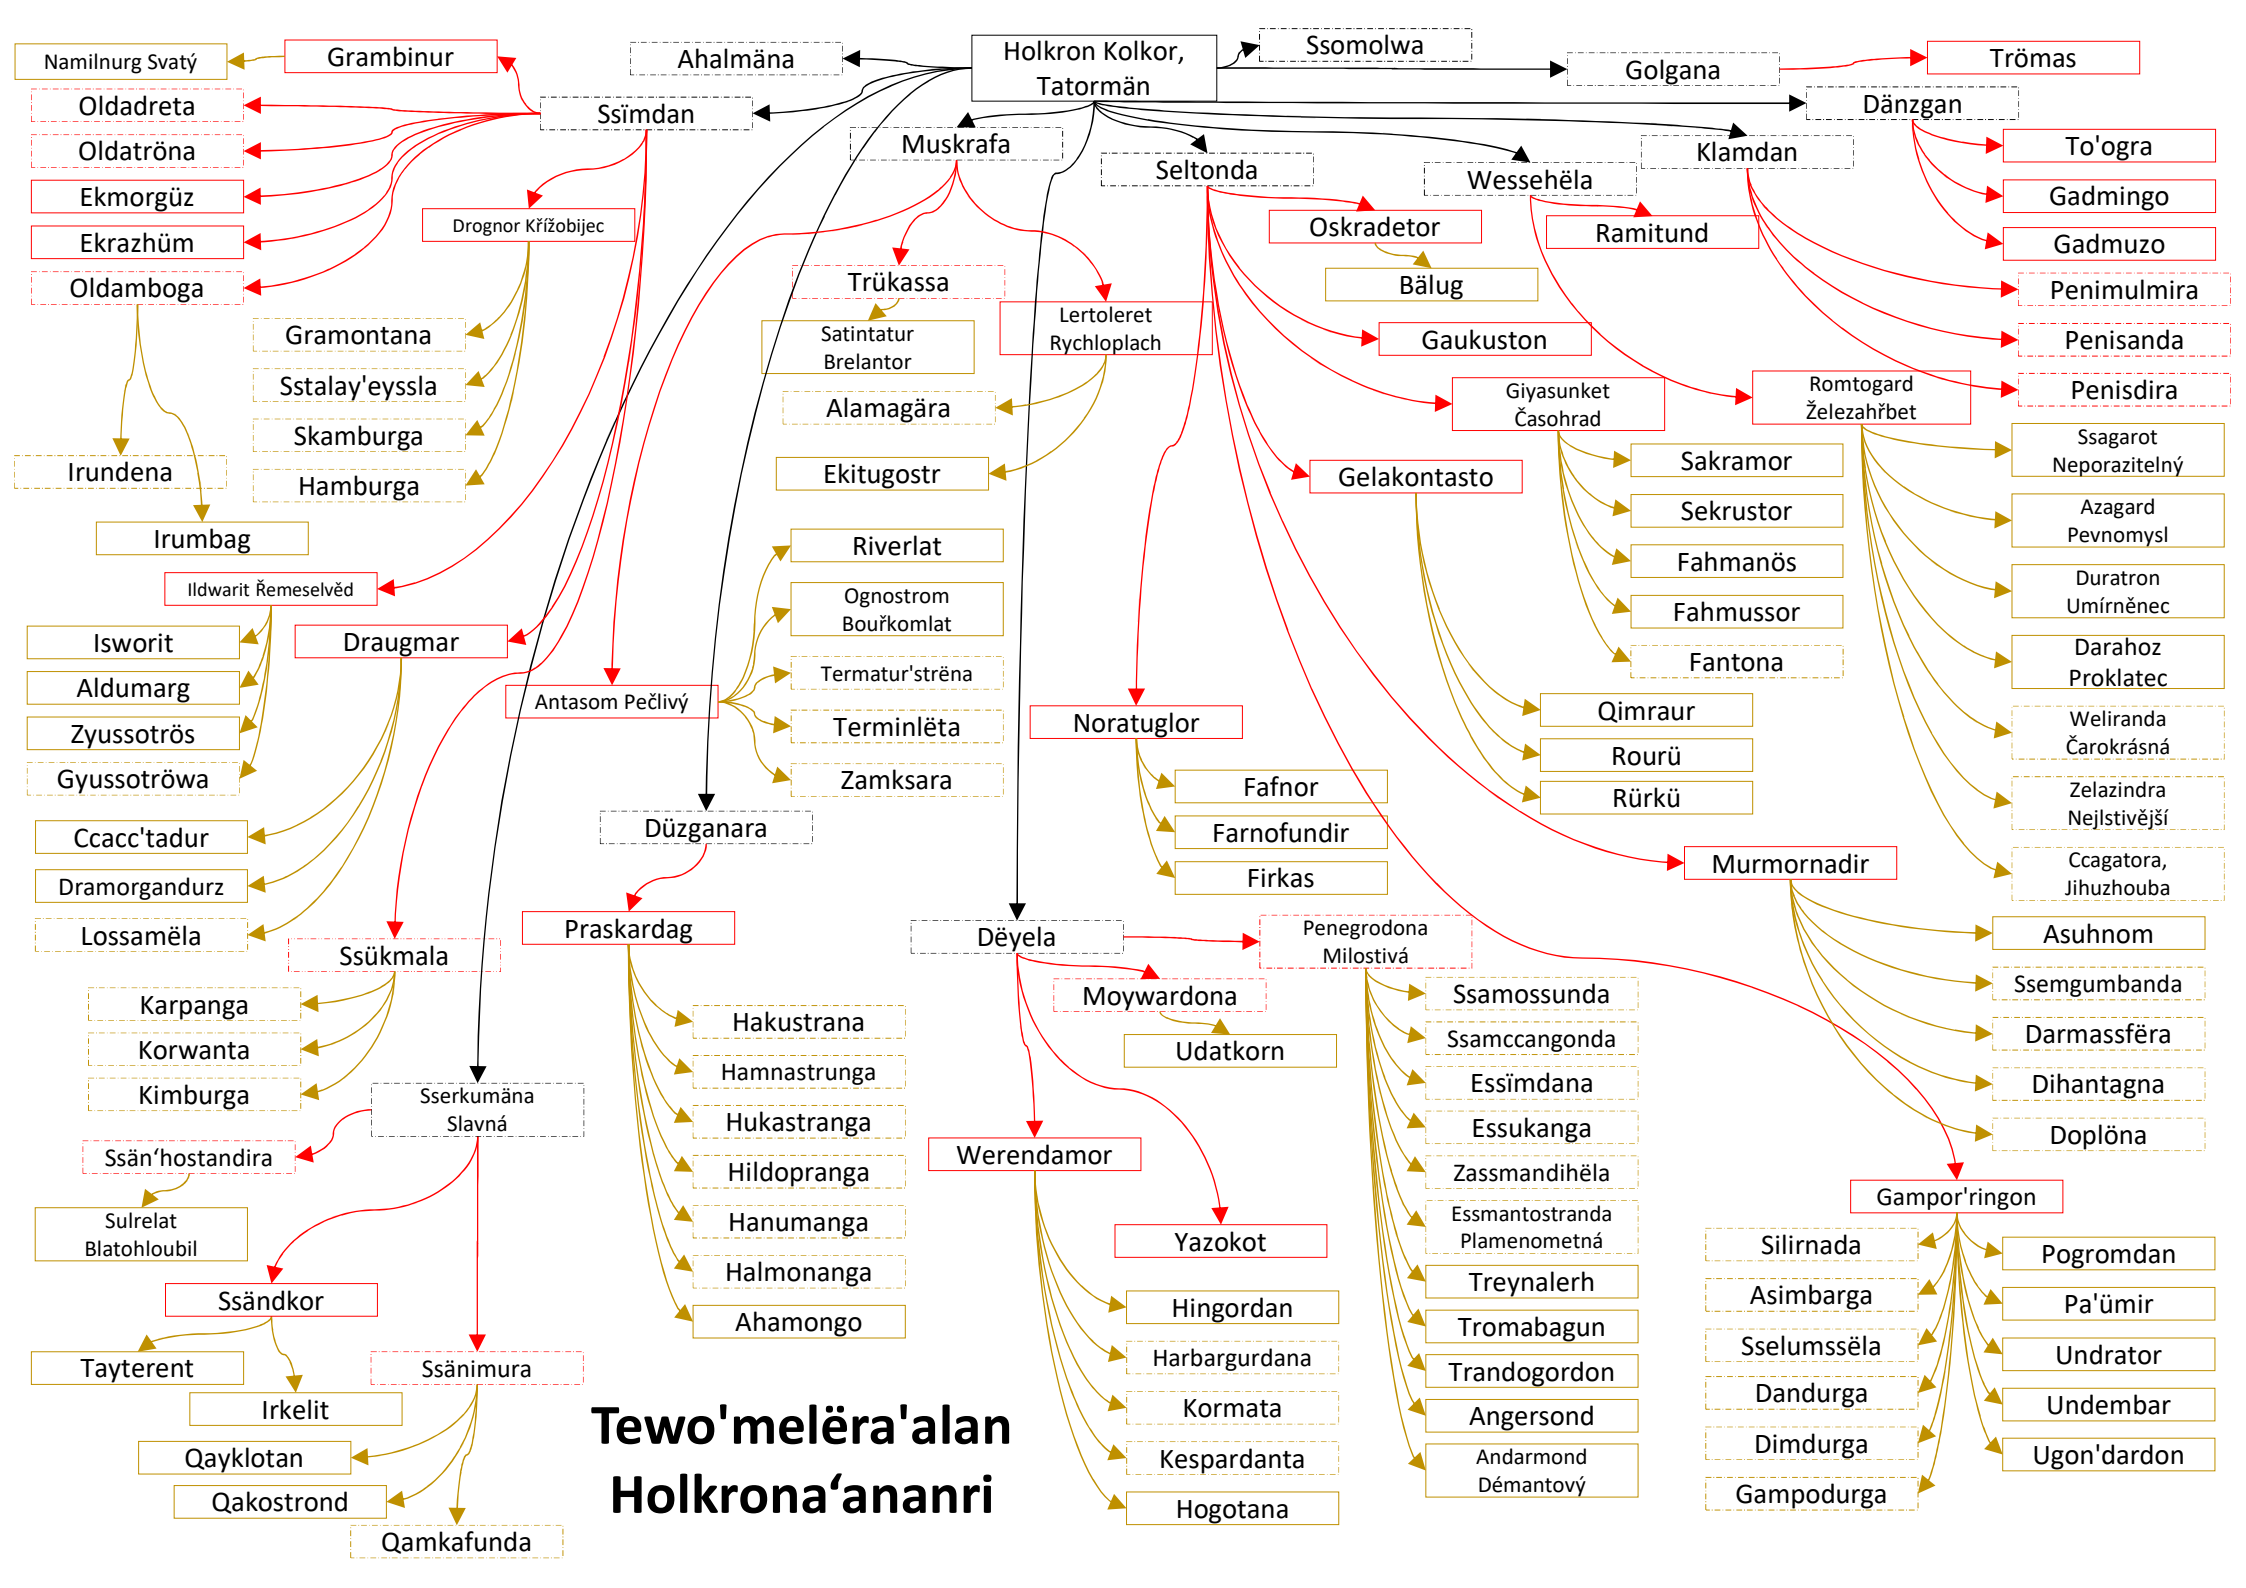 Holkron Kolkor,
Tatormän
Ssomolwa
Ahalmäna
Golgana
Trömas
Namilnurg Svatý
Grambinur
Oldadreta
Ssïmdan
Dänzgan
Oldatröna
Muskrafa
Seltonda
Wessehëla
Klamdan
To'ogra
Ekmorgüz
Gadmingo
Ekrazhüm
Drognor Křížobijec
Oskradetor
Ramitund
Gadmuzo
Oldamboga
Trükassa
Bälug
Penimulmira
Gramontana
Satintatur
Brelantor
Lertoleret
Rychloplach
Gaukuston
Penisanda
Sstalay'eyssla
Alamagära
Giyasunket
Časohrad
Romtogard
Železahřbet
Penisdira
Skamburga
Irundena
Hamburga
Ekitugostr
Gelakontasto
Sakramor
Ssagarot
Neporazitelný
Irumbag
Sekrustor
Azagard
Pevnomysl
Riverlat
Fahmanös
Ildwarit Řemeselvěd
Ognostrom
Bouřkomlat
Fahmussor
Duratron
Umírněnec
Isworit
Draugmar
Termatur'strëna
Fantona
Darahoz
Proklatec
Aldumarg
Antasom Pečlivý
Zyussotrös
Terminlëta
Noratuglor
Qimraur
Weliranda
Čarokrásná
Gyussotröwa
Zamksara
Fafnor
Rourü
Rürkü
Zelazindra
Nejlstivější
Ccacc'tadur
Düzganara
Farnofundir
Murmornadir
Dramorgandurz
Firkas
Ccagatora,
Jihuzhouba
Lossamëla
Ssükmala
Praskardag
Dëyela
Penegrodona
Milostivá
Asuhnom
Karpanga
Hakustrana
Moywardona
Ssamossunda
Ssemgumbanda
Korwanta
Hamnastrunga
Udatkorn
Ssamccangonda
Darmassfëra
Kimburga
Sserkumäna
Slavná
Hukastranga
Essïmdana
Dihantagna
Ssän‘hostandira
Hildopranga
Werendamor
Essukanga
Doplöna
Sulrelat
Blatohloubil
Hanumanga
Zassmandihëla
Gampor'ringon
Yazokot
Essmantostranda
Plamenometná
Silirnada
Pogromdan
Ssändkor
Halmonanga
Treynalerh
Asimbarga
Pa'ümir
Ahamongo
Hingordan
Tromabagun
Sselumssëla
Undrator
Tayterent
Ssänimura
Harbargurdana
Trandogordon
Dandurga
Undembar
Irkelit
Kormata
Angersond
Dimdurga
Ugon'dardon
Qayklotan
Kespardanta
Andarmond
Démantový
Gampodurga
Qakostrond
Hogotana
Qamkafunda
Tewo'melëra'alan
Holkrona‘ananri